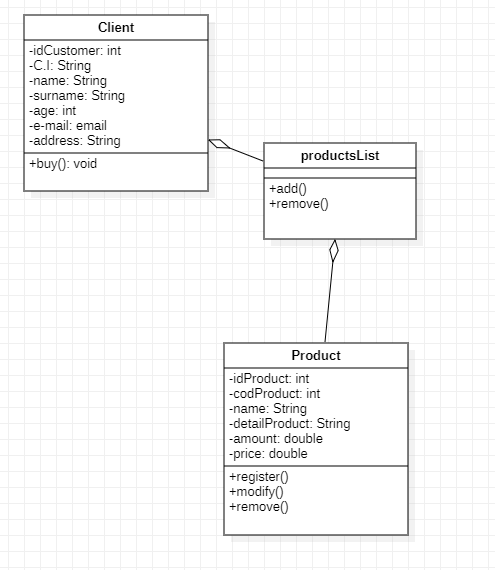 Client
-idCustomer: int
-C.I: String
-name: String
-surname: String
-age: int
-e-mail: email
-address: String
+buy(): void
productsList
+add()
+remove()
Product
-idProduct: int
-codProduct: int
-name: String
-detailProduct: String
-amount: double
-price: double
+register()
+modify()
+remove()